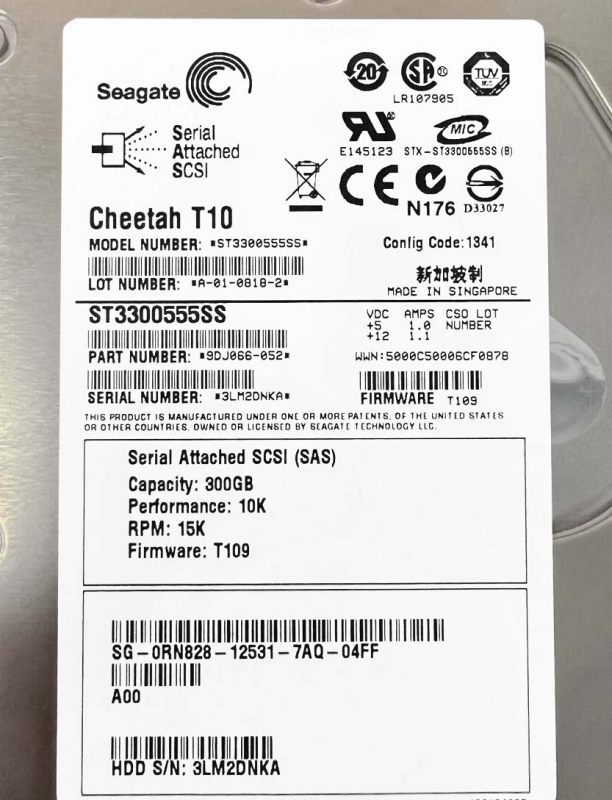 Seagate
20
SA
TUV
LR107905
Serial
Attached
SCSI
MIC
E145123 STX-ST3300555SS (B)
CE
N176 D33027
Cheetah T10
MODEL NUMBER: *ST3300555SS*
Config Code:1341
LOT NUMBER: *A-01-0818-2*
新加坡制
MADE IN SINGAPORE
ST3300555SS
VDC AMPS CSO LOT
+5 1.0 NUMBER
+12 1.1
PART NUMBER: *9DJ066-052*
WWN:5000C50006CF0878
SERIAL NUMBER: *3LM2DNKA*
FIRMWARE T109
THIS PRODUCT IS MANUFACTURED UNDER ONE OR MORE PATENTS, OF THE UNITED STATES
OR OTHER COUNTRIES, OWNED OR LICENSED BY SEAGATE TECHNOLOGY LLC.
Serial Attached SCSI (SAS)
Capacity: 300GB
Performance: 10K
RPM: 15K
Firmware: T109
SG-0RN828-12531-7AQ-04FF
A00
HDD S/N: 3LM2DNKA